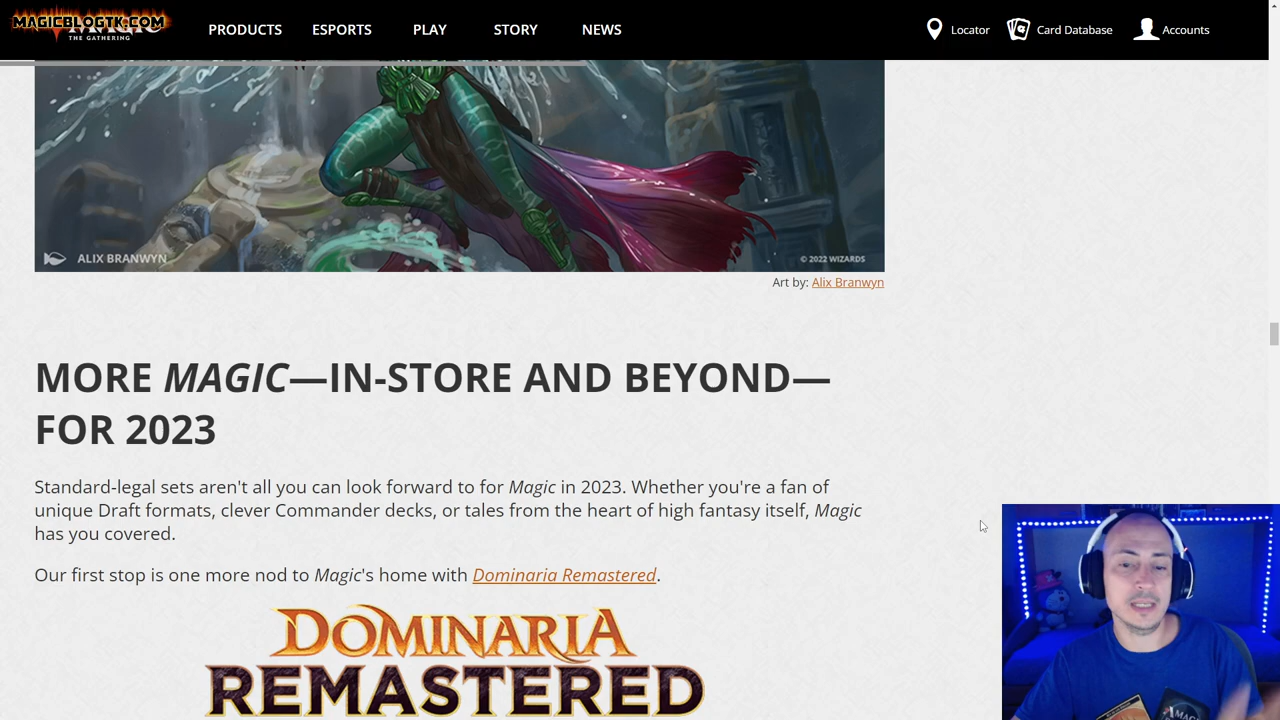 MAGICBLOGTK.COM
THE GATHERING
PRODUCTS
ESPORTS
PLAY
STORY
NEWS
Locator
Card Database
Accounts
ALIX BRANWYN
© 2022 WIZARDS
Art by: Alix Branwyn
MORE MAGIC—IN-STORE AND BEYOND—
FOR 2023
Standard-legal sets aren't all you can look forward to for Magic in 2023. Whether you're a fan of
unique Draft formats, clever Commander decks, or tales from the heart of high fantasy itself, Magic
has you covered.
Our first stop is one more nod to Magic's home with Dominaria Remastered.
DOMINARIA
REMASTERED